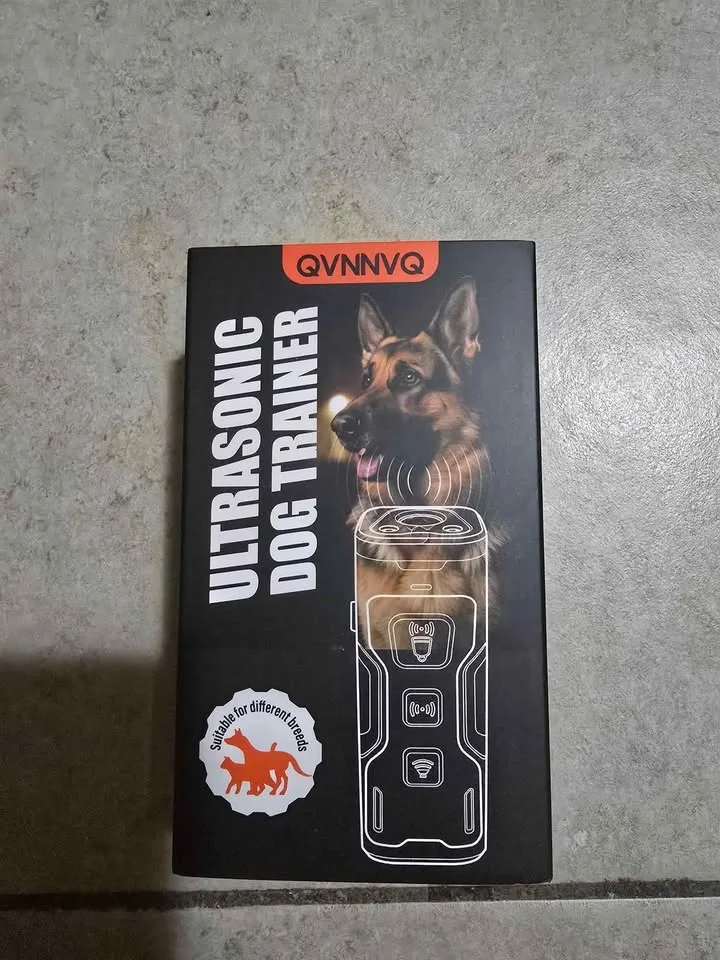 QVNNVQ
ULTRASONIC
DOG TRAINER
Suitable for different breeds